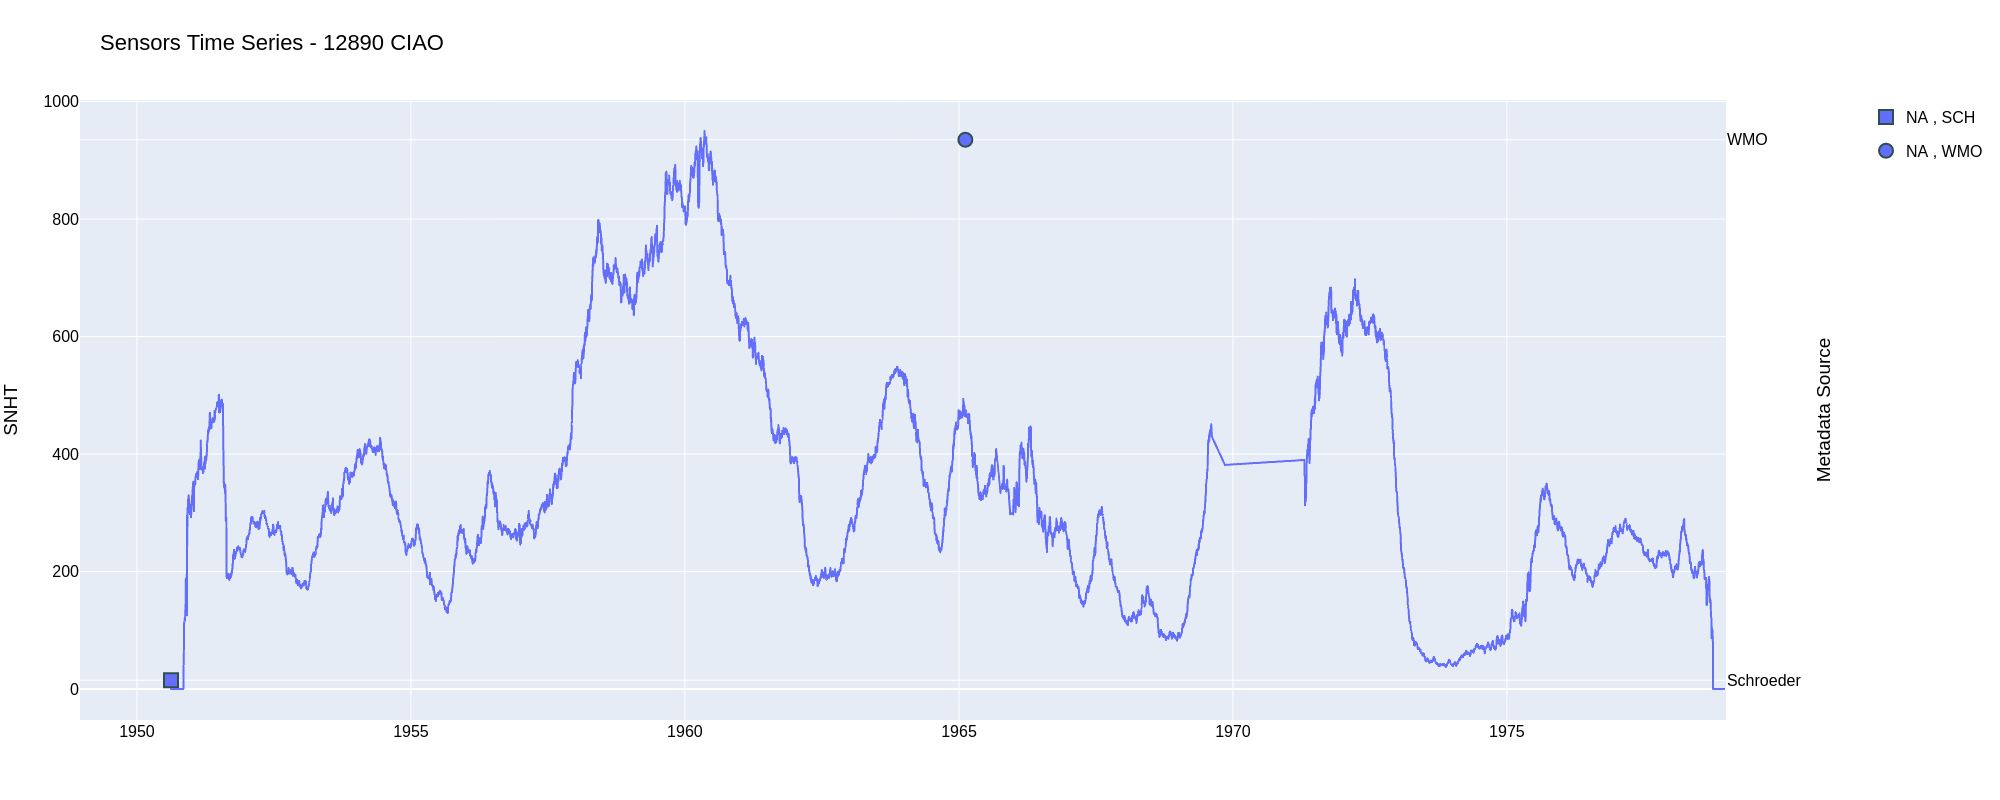 Sensors Time Series - 12890 CIAO
1000
800
600
400
200
0
SNHT
1950
1955
1960
1965
1970
1975
WMO
Schroeder
Metadata Source
NA , SCH
NA , WMO